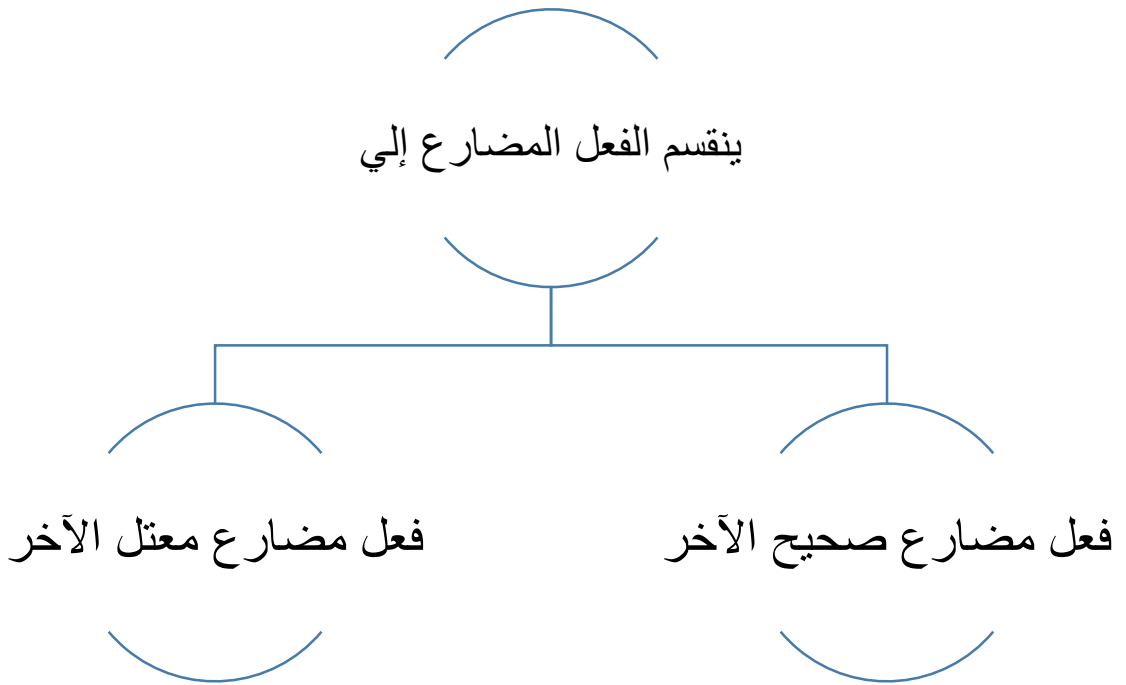 ينقسم الفعل المضارع إلي
فعل مضارع صحيح الآخر
فعل مضارع معتل الآخر